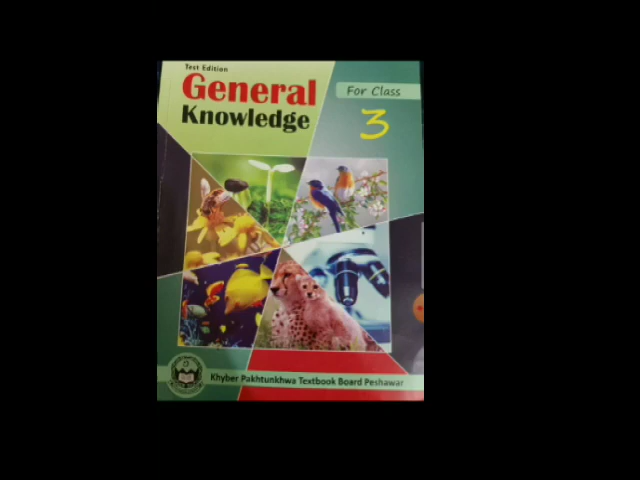 Test Edition
General
Knowledge
For Class
3
Khyber Pakhtunkhwa Textbook Board Peshawar